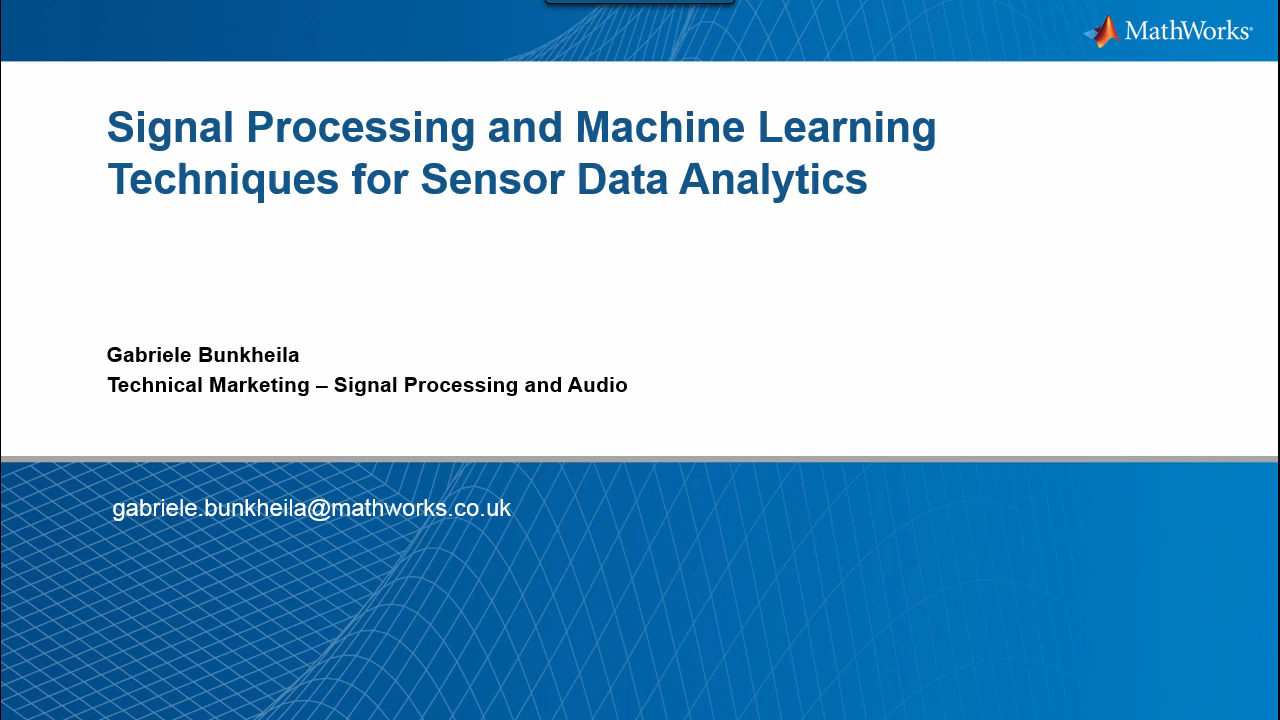 MathWorks®
Signal Processing and Machine Learning
Techniques for Sensor Data Analytics
Gabriele Bunkheila
Technical Marketing – Signal Processing and Audio
gabriele.bunkheila@mathworks.co.uk